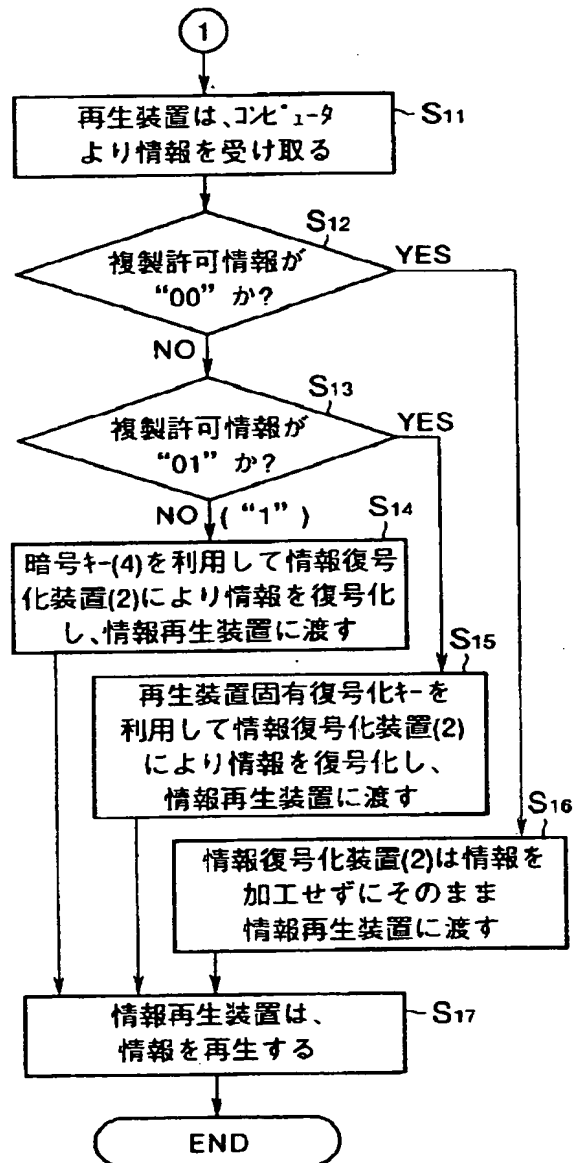 1
再生装置は、ｺﾝﾋﾟｭｰﾀ
より情報を受け取る
S11
S12
複製許可情報が
“00”か?
YES
NO
S13
複製許可情報が
“01”か?
YES
NO (“1”)
S14
暗号ｷｰ(4)を利用して情報復号
化装置(2)により情報を復号化
し、情報再生装置に渡す
S15
再生装置固有復号化ｷｰを
利用して情報復号化装置(2)
により情報を復号化し、
情報再生装置に渡す
S16
情報復号化装置(2)は情報を
加工せずにそのまま
情報再生装置に渡す
情報再生装置は、
情報を再生する
S17
END